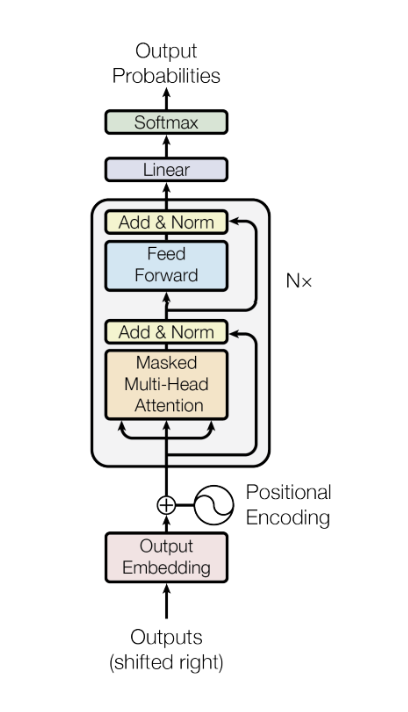 Output
Probabilities
Softmax
Linear
Add & Norm
Feed
Forward
N×
Add & Norm
Masked
Multi-Head
Attention
Positional
Encoding
Output
Embedding
Outputs
(shifted right)